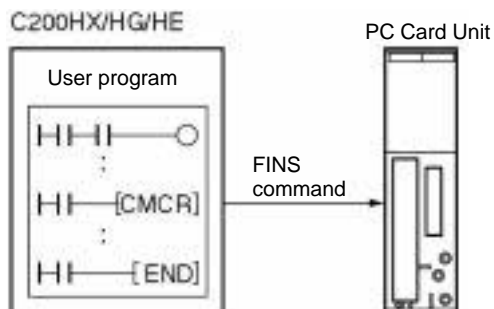 C200HX/HG/HE
PC Card Unit
User program
FINS
command
[CMCR]
[END]